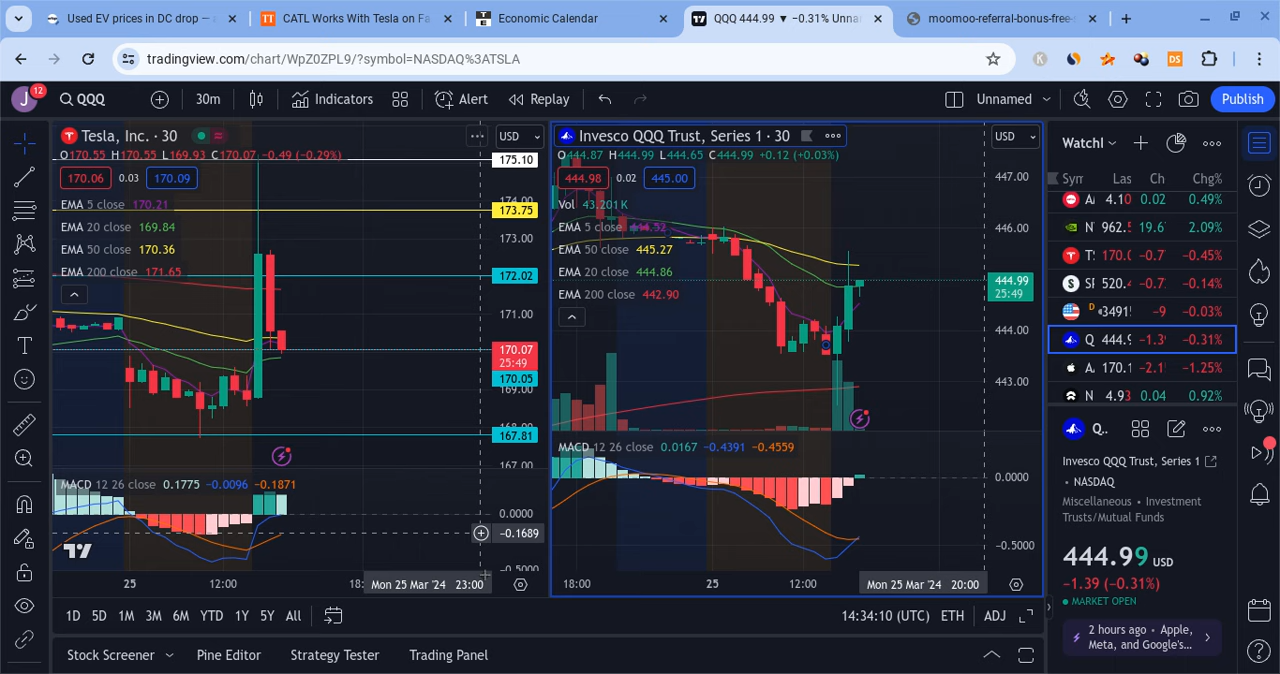 Used EV prices in DC drop —
CATL Works With Tesla on Fa
Economic Calendar
QQQ 444.99 ▼ −0.31% Unna
moomoo-referral-bonus-free-
tradingview.com/chart/WpZ0ZPL9/?symbol=NASDAQ%3ATSLA
K
DS
J
12
QQQ
30m
Indicators
Alert
Replay
Unnamed
Publish
Tesla, Inc. · 30
O170.55 H170.55 L169.93 C170.07 −0.49 (−0.29%)
170.06
0.03
170.09
EMA 5 close 170.21
EMA 20 close 169.84
EMA 50 close 170.36
EMA 200 close 171.65
USD
175.10
173.75
173.00
172.02
171.00
170.07
25:49
170.05
169.00
167.81
167.00
MACD 12 26 close 0.1775 −0.0096 −0.1871
0.0000
−0.1689
−0.5000
25
12:00
18:
Mon 25 Mar '24 23:00
Invesco QQQ Trust, Series 1 · 30
O444.87 H444.99 L444.65 C444.99 +0.12 (+0.03%)
444.98
0.02
445.00
Vol 43.201K
EMA 5 close 444.52
EMA 50 close 445.27
EMA 20 close 444.86
EMA 200 close 442.90
USD
447.00
446.00
444.99
25:49
444.00
443.00
MACD 12 26 close 0.0167 −0.4391 −0.4559
0.0000
−0.5000
18:00
25
12:00
Mon 25 Mar '24 20:00
1D 5D 1M 3M 6M YTD 1Y 5Y All
14:34:10 (UTC) ETH ADJ
Stock Screener
Pine Editor
Strategy Tester
Trading Panel
Watchl
Syn Las Ch Chg%
4.10 0.02 0.49%
N 962. 19.6 2.09%
T 170.0 −0.7 −0.45%
SI 520. −0.7 −0.14%
D 3491 −9 −0.03%
Q 444.9 −1.3 −0.31%
A 170.1 −2.1 −1.25%
N 4.93 0.04 0.92%
Q..
Invesco QQQ Trust, Series 1
• NASDAQ
Miscellaneous • Investment
Trusts/Mutual Funds
444.99 USD
−1.39 (−0.31%)
MARKET OPEN
2 hours ago • Apple,
Meta, and Google's...